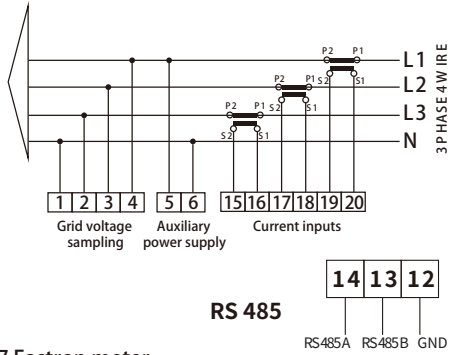 P2 P1
L1
S2 S1
P2 P1
L2
S2 S1
P2 P1
L3
S2 S1
N
3 PHASE 4 WIRE
1 2 3 4 5 6 15 16 17 18 19 20
Grid voltage sampling
Auxiliary power supply
Current inputs
14 13 12
RS 485
RS485A RS485B GND